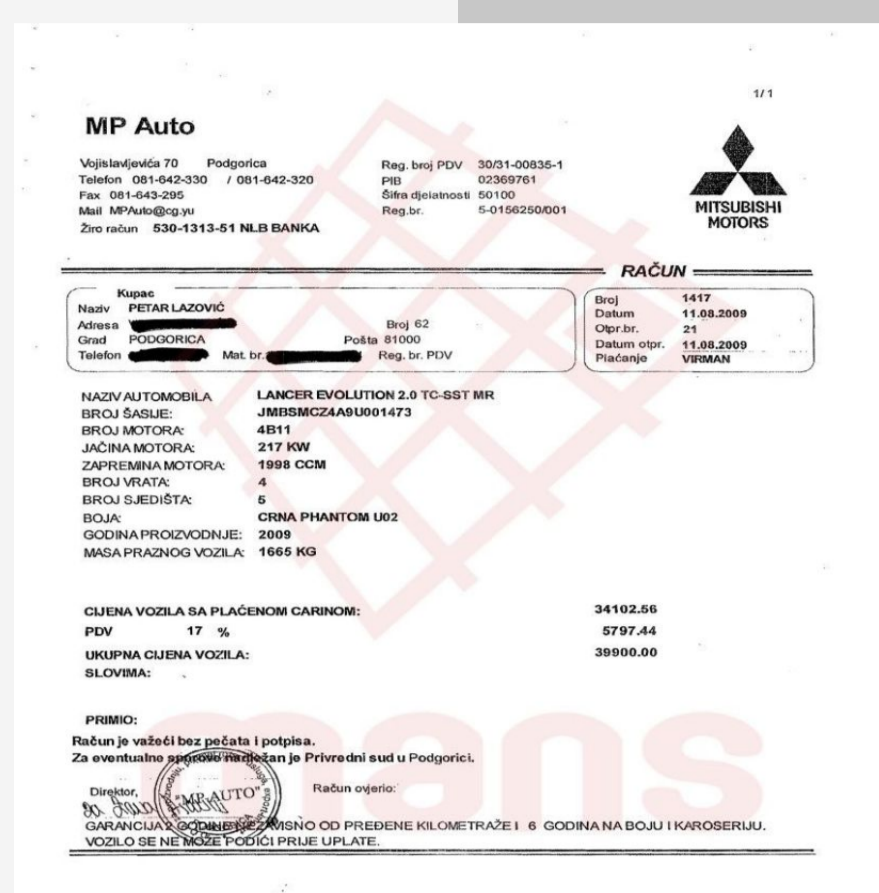 1/1
MP Auto
Vojislavljevića 70 Podgorica
Telefon 081-642-330 / 081-642-320
Fax 081-643-295
Mail MPAuto@cg.yu
Žiro račun 530-1313-51 NLB BANKA
Reg. broj PDV 30/31-00835-1
PIB 02369761
Šifra djelatnosti 50100
Reg.br. 5-0156250/001
MITSUBISHI
MOTORS
RAČUN
Kupac
Naziv PETAR LAZOVIĆ
Adresa Broj 62
Grad PODGORICA Pošta 81000
Telefon Mat. br. Reg. br. PDV
Broj 1417
Datum 11.08.2009
Otpr.br. 21
Datum otpr. 11.08.2009
Plaćanje VIRMAN
NAZIV AUTOMOBILA LANCER EVOLUTION 2.0 TC-SST MR
BROJ ŠASIJE: JMBSMCZ4A9U001473
BROJ MOTORA: 4B11
JAČINA MOTORA: 217 KW
ZAPREMINA MOTORA: 1998 CCM
BROJ VRATA: 4
BROJ SJEDIŠTA: 5
BOJA: CRNA PHANTOM U02
GODINA PROIZVODNJE: 2009
MASA PRAZNOG VOZILA: 1665 KG
CIJENA VOZILA SA PLAĆENOM CARINOM: 34102.56
PDV 17 % 5797.44
UKUPNA CIJENA VOZILA: 39900.00
SLOVIMA:
PRIMIO:
mans
Račun je važeći bez pečata i potpisa.
Za eventualne sporove nadležan je Privredni sud u Podgorici.
Direktor, Račun ovjerio:
"MP AUTO"
GARANCIJA 2 GODINE NEZAVISNO OD PREĐENE KILOMETRAŽE I 6 GODINA NA BOJU I KAROSERIJU.
VOZILO SE NE MOŽE PODIĆI PRIJE UPLATE.